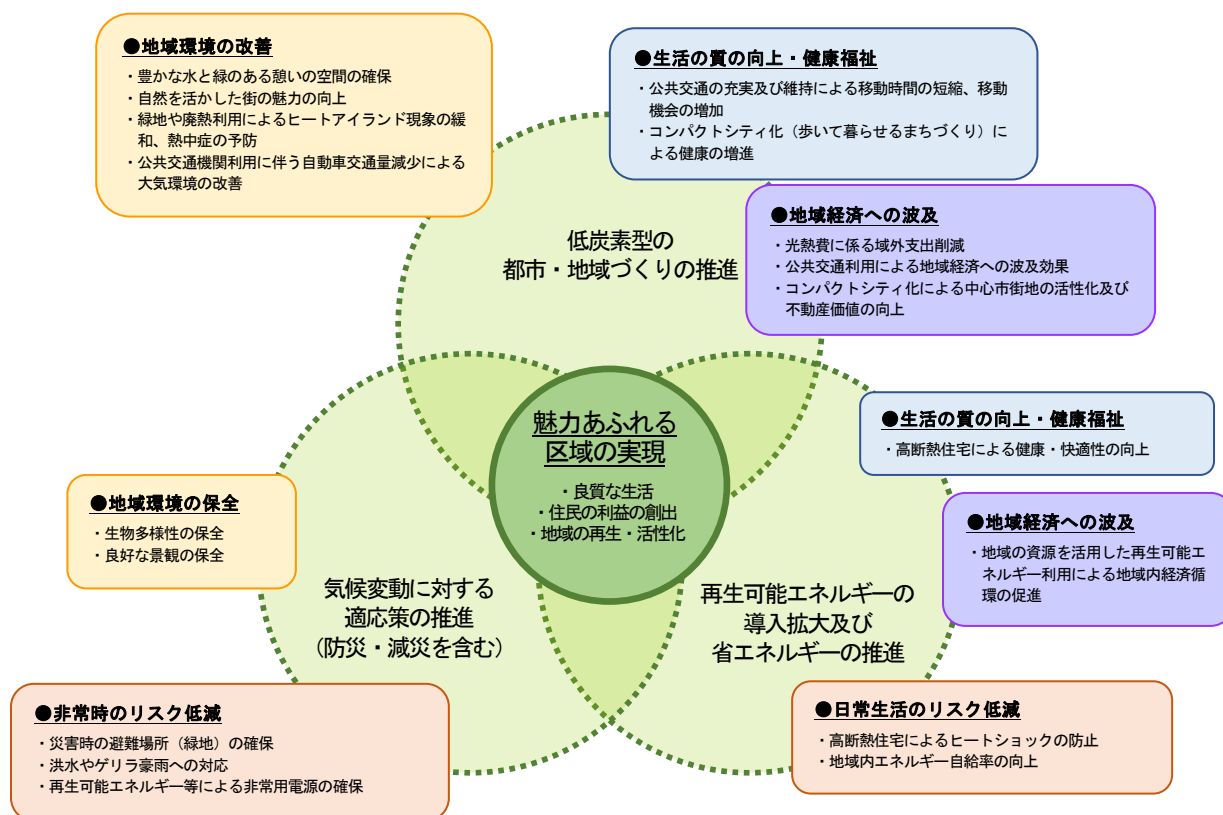 ●地域環境の改善
・豊かな水と緑のある憩いの空間の確保
・自然を活かした街の魅力の向上
・緑地や廃熱利用によるヒートアイランド現象の緩
和、熱中症の予防
・公共交通機関利用に伴う自動車交通量減少による
大気環境の改善
●生活の質の向上・健康福祉
・公共交通の充実及び維持による移動時間の短縮、移動
機会の増加
・コンパクトシティ化（歩いて暮らせるまちづくり）に
よる健康の増進
●地域経済への波及
・光熱費に係る域外支出削減
・公共交通利用による地域経済への波及効果
・コンパクトシティ化による中心市街地の活性化及び
不動産価値の向上
低炭素型の
都市・地域づくりの推進
魅力あふれる
区域の実現
・良質な生活
・住民の利益の創出
・地域の再生・活性化
●生活の質の向上・健康福祉
・高断熱住宅による健康・快適性の向上
●地域環境の保全
・生物多様性の保全
・良好な景観の保全
●地域経済への波及
・地域の資源を活用した再生可能エ
ネルギー利用による地域内経済循
環の促進
気候変動に対する
適応策の推進
（防災・減災を含む）
再生可能エネルギーの
導入拡大及び
省エネルギーの推進
●非常時のリスク低減
・災害時の避難場所（緑地）の確保
・洪水やゲリラ豪雨への対応
・再生可能エネルギー等による非常用電源の確保
●日常生活のリスク低減
・高断熱住宅によるヒートショックの防止
・地域内エネルギー自給率の向上